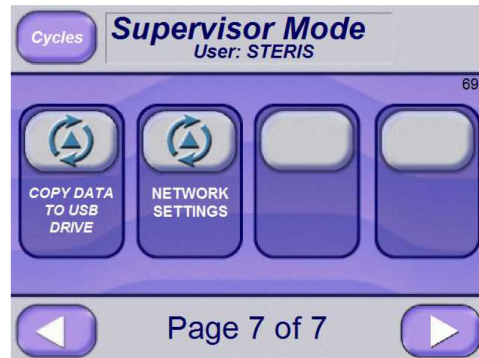 Cycles
Supervisor Mode
User: STERIS
69
COPY DATA
TO USB
DRIVE
NETWORK
SETTINGS
Page 7 of 7